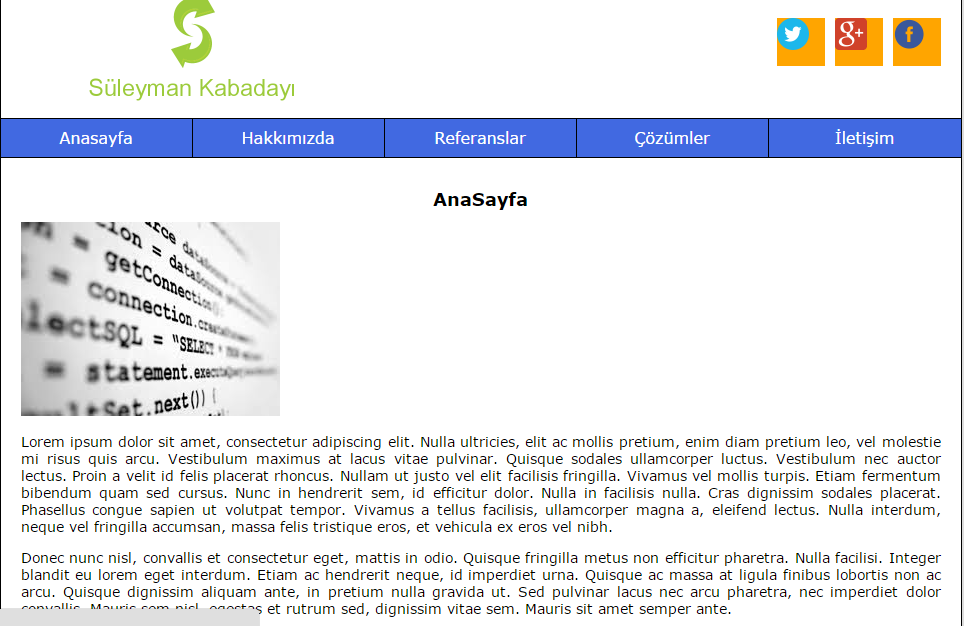 Süleyman Kabadayı
g+
f
Anasayfa
Hakkımızda
Referanslar
Çözümler
İletişim
AnaSayfa
= getConnection();
= connection.
SQL = "SELECT * FROM
= statement.
.next()) {
Lorem ipsum dolor sit amet, consectetur adipiscing elit. Nulla ultricies, elit ac mollis pretium, enim diam pretium leo, vel molestie
mi risus quis arcu. Vestibulum maximus at lacus vitae pulvinar. Quisque sodales ullamcorper luctus. Vestibulum nec auctor
lectus. Proin a velit id felis placerat rhoncus. Nullam ut justo vel elit facilisis fringilla. Vivamus vel mollis turpis. Etiam fermentum
bibendum quam sed cursus. Nunc in hendrerit sem, id efficitur dolor. Nulla in facilisis nulla. Cras dignissim sodales placerat.
Phasellus congue sapien ut volutpat tempor. Vivamus a tellus facilisis, ullamcorper magna a, eleifend lectus. Nulla interdum,
neque vel fringilla accumsan, massa felis tristique eros, et vehicula ex eros vel nibh.
Donec nunc nisl, convallis et consectetur eget, mattis in odio. Quisque fringilla metus non efficitur pharetra. Nulla facilisi. Integer
blandit eu lorem eget interdum. Etiam ac hendrerit neque, id imperdiet urna. Quisque ac massa at ligula finibus lobortis non ac
arcu. Quisque dignissim aliquam ante, in pretium nulla gravida ut. Sed pulvinar lacus nec arcu pharetra, nec imperdiet dolor
convallis. Mauris sem nisl, egestas et rutrum sed, dignissim vitae sem. Mauris sit amet semper ante.